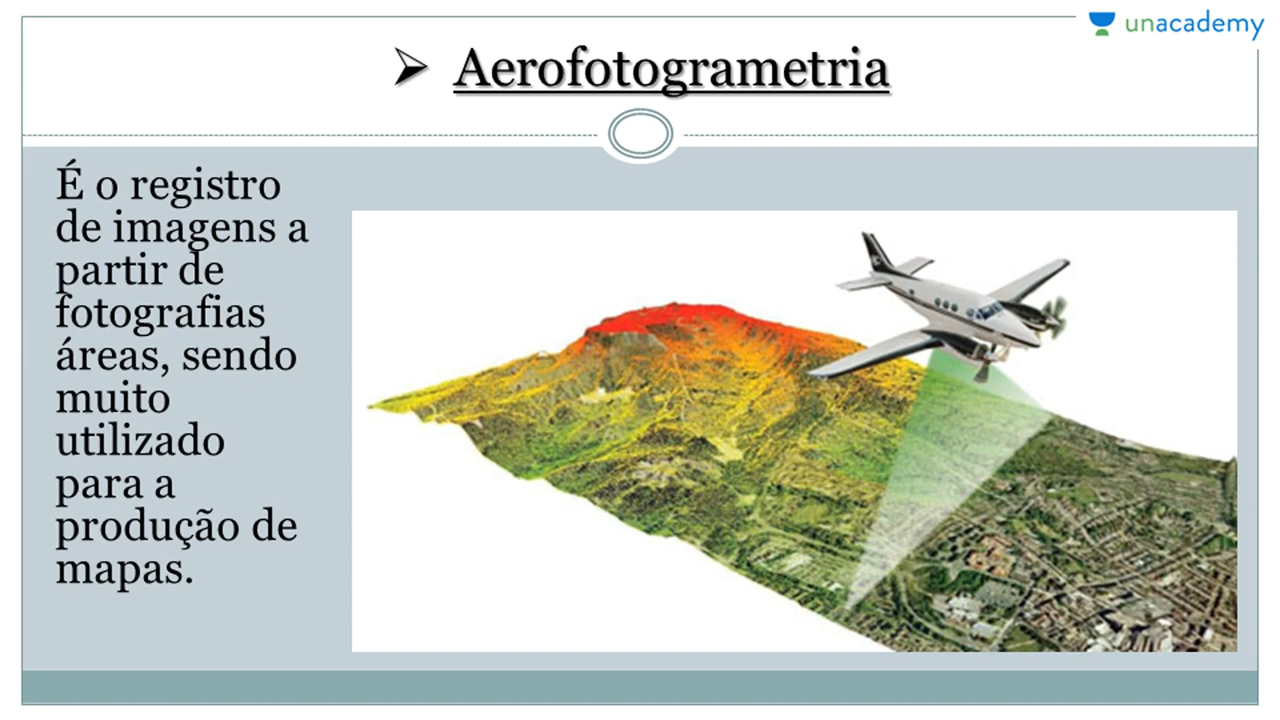 unacademy
➢ Aerofotogrametria
É o registro
de imagens a
partir de
fotografias
áreas, sendo
muito
utilizado
para a
produção de
mapas.